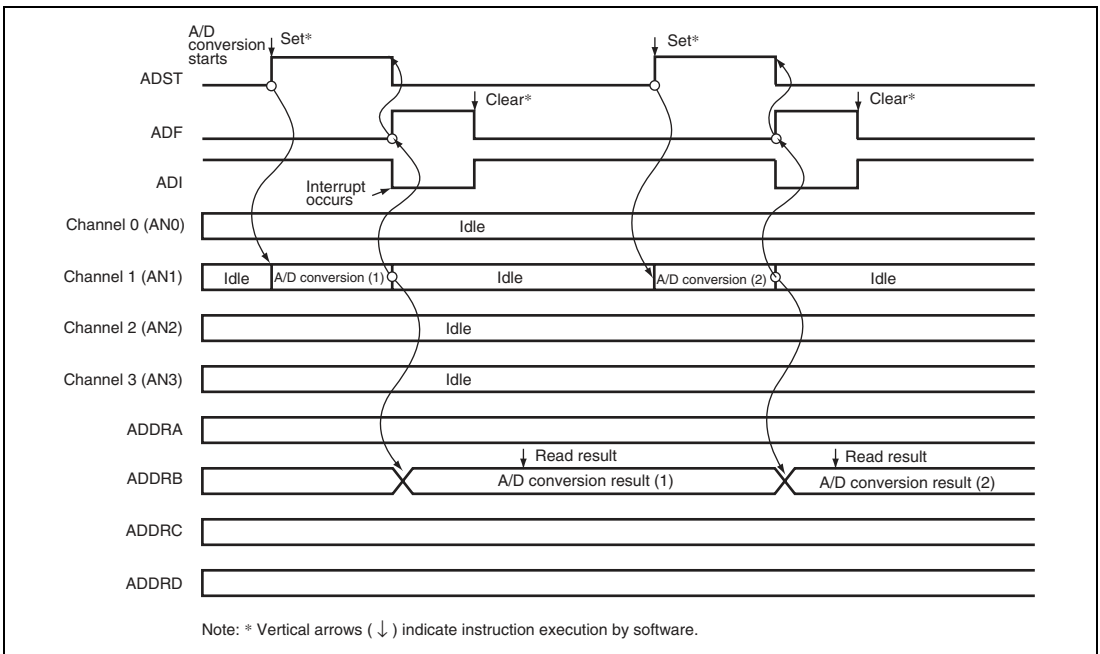 A/D
conversion
starts
Set*
Set*
ADST
Clear*
Clear*
ADF
ADI
Interrupt
occurs
Channel 0 (AN0)
Idle
Channel 1 (AN1)
Idle
A/D conversion (1)
Idle
A/D conversion (2)
Idle
Channel 2 (AN2)
Idle
Channel 3 (AN3)
Idle
ADDRA
Read result
Read result
ADDRB
A/D conversion result (1)
A/D conversion result (2)
ADDRC
ADDRD
Note: * Vertical arrows ( ↓ ) indicate instruction execution by software.